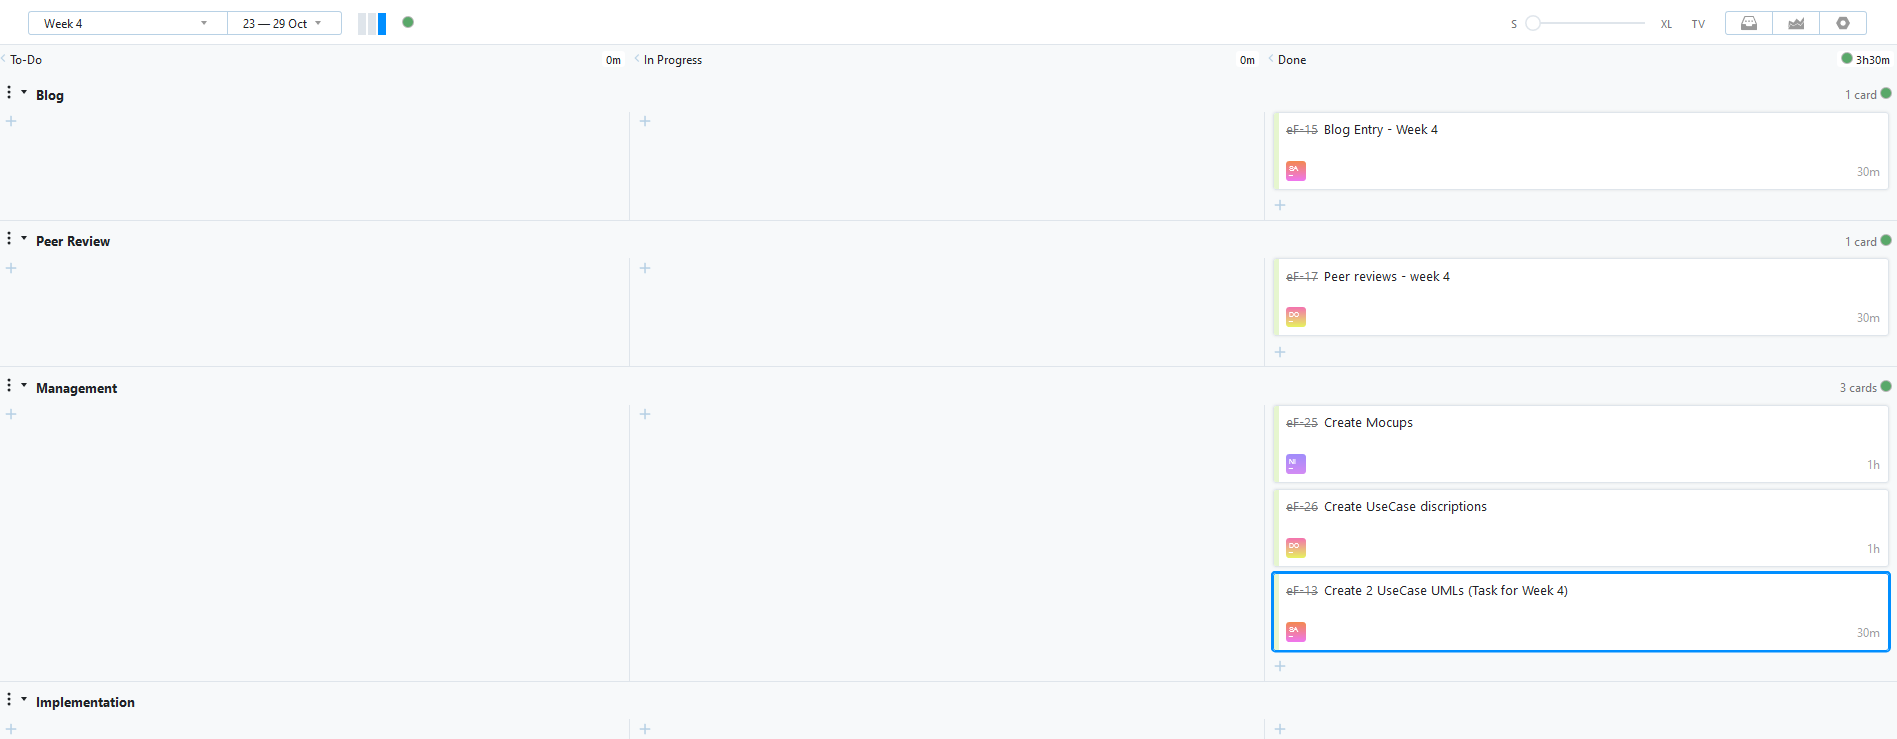 Week 4 23 — 29 Oct S XL TV
To-Do 0m In Progress 0m Done 3h30m
Blog 1 card
eF-15 Blog Entry - Week 4
SA 30m
Peer Review 1 card
eF-17 Peer reviews - week 4
DO 30m
Management 3 cards
eF-25 Create Mocups
NI 1h
eF-26 Create UseCase discriptions
DO 1h
eF-13 Create 2 UseCase UMLs (Task for Week 4)
SA 30m
Implementation